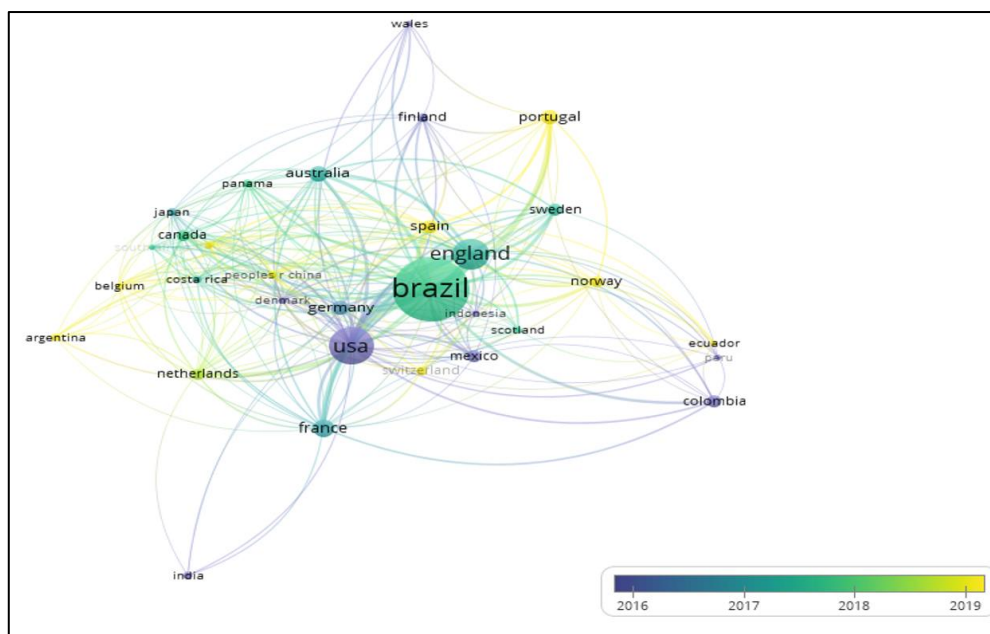 wales
finland
portugal
australia
panama
japan
sweden
canada
spain
england
costa rica
peoples r china
norway
belgium
brazil
denmark
germany
indonesia
scotland
argentina
usa
ecuador
mexico
peru
netherlands
switzerland
colombia
france
india
2016 2017 2018 2019